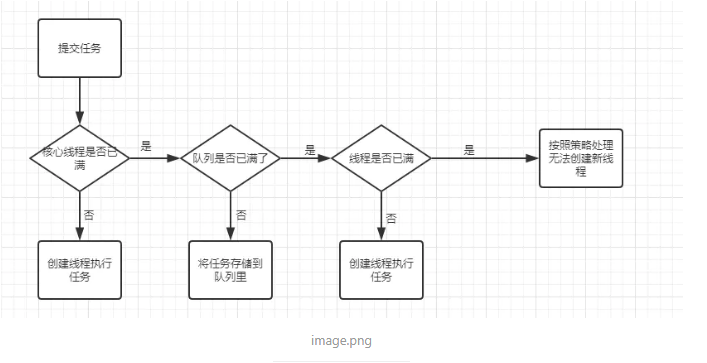 提交任务
核心线程是否已
满
是
队列是否已满了
是
线程是否已满
是
按照策略处理
无法创建新线
程
否
否
否
创建线程执行
任务
将任务存储到
队列里
创建线程执行
任务
image.png